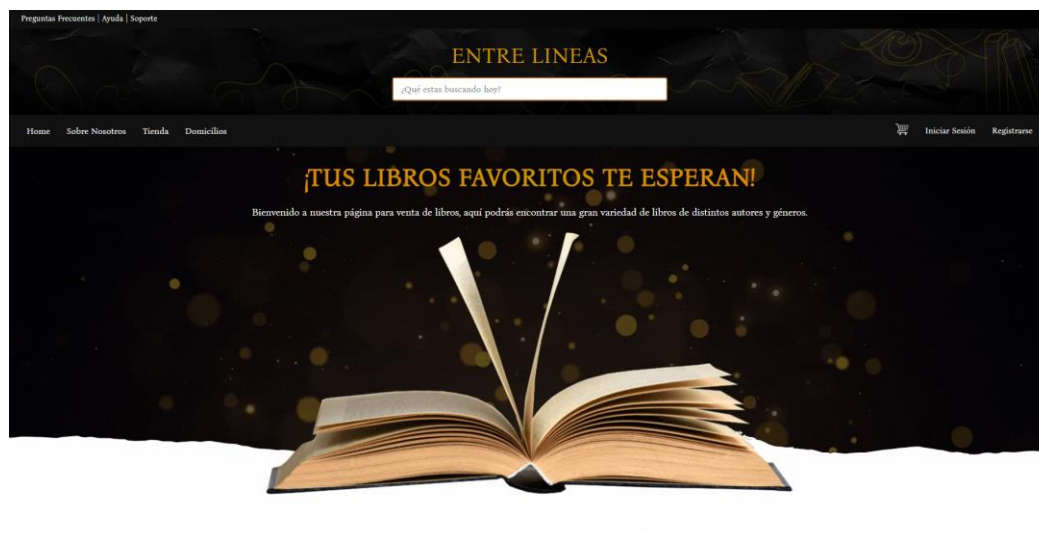 Preguntas Frecuentes | Ayuda | Soporte
ENTRE LINEAS
¿Qué estas buscando hoy?
Home Sobre Nosotros Tienda Domicilios Iniciar Sesión Registrarse
¡TUS LIBROS FAVORITOS TE ESPERAN!
Bienvenido a nuestra página para venta de libros, aquí podrás encontrar una gran variedad de libros de distintos autores y géneros.